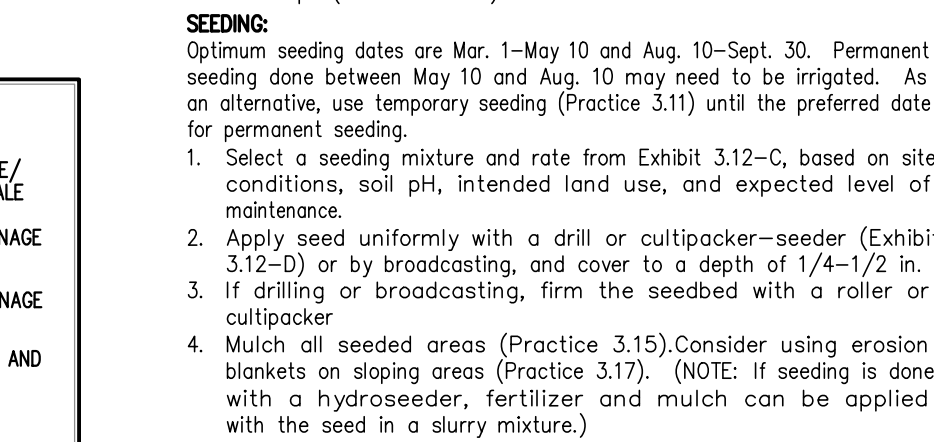 SEEDING:
Optimum seeding dates are Mar. 1–May 10 and Aug. 10–Sept. 30. Permanent
seeding done between May 10 and Aug. 10 may need to be irrigated. As
an alternative, use temporary seeding (Practice 3.11) until the preferred date
for permanent seeding.
1. Select a seeding mixture and rate from Exhibit 3.12–C, based on site
conditions, soil pH, intended land use, and expected level of
maintenance.
2. Apply seed uniformly with a drill or cultipacker–seeder (Exhibit
3.12–D) or by broadcasting, and cover to a depth of 1/4–1/2 in.
3. If drilling or broadcasting, firm the seedbed with a roller or
cultipacker
4. Mulch all seeded areas (Practice 3.15).Consider using erosion
blankets on sloping areas (Practice 3.17). (NOTE: If seeding is done
with a hydroseeder, fertilizer and mulch can be applied
with the seed in a slurry mixture.)
E/
ALE
NAGE
NAGE
AND